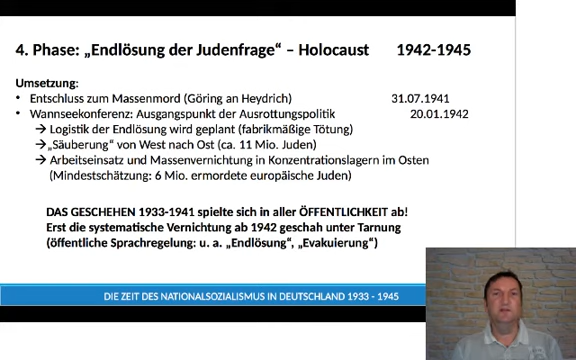 4. Phase: „Endlösung der Judenfrage“ – Holocaust 1942-1945
Umsetzung:
• Entschluss zum Massenmord (Göring an Heydrich) 31.07.1941
• Wannseekonferenz: Ausgangspunkt der Ausrottungspolitik 20.01.1942
→ Logistik der Endlösung wird geplant (fabrikmäßige Tötung)
→„Säuberung“ von West nach Ost (ca. 11 Mio. Juden)
→ Arbeitseinsatz und Massenvernichtung in Konzentrationslagern im Osten
(Mindestschätzung: 6 Mio. ermordete europäische Juden)
DAS GESCHEHEN 1933-1941 spielte sich in aller ÖFFENTLICHKEIT ab!
Erst die systematische Vernichtung ab 1942 geschah unter Tarnung
(öffentliche Sprachregelung: u. a. „Endlösung“, „Evakuierung“)
DIE ZEIT DES NATIONALSOZIALISMUS IN DEUTSCHLAND 1933 - 1945